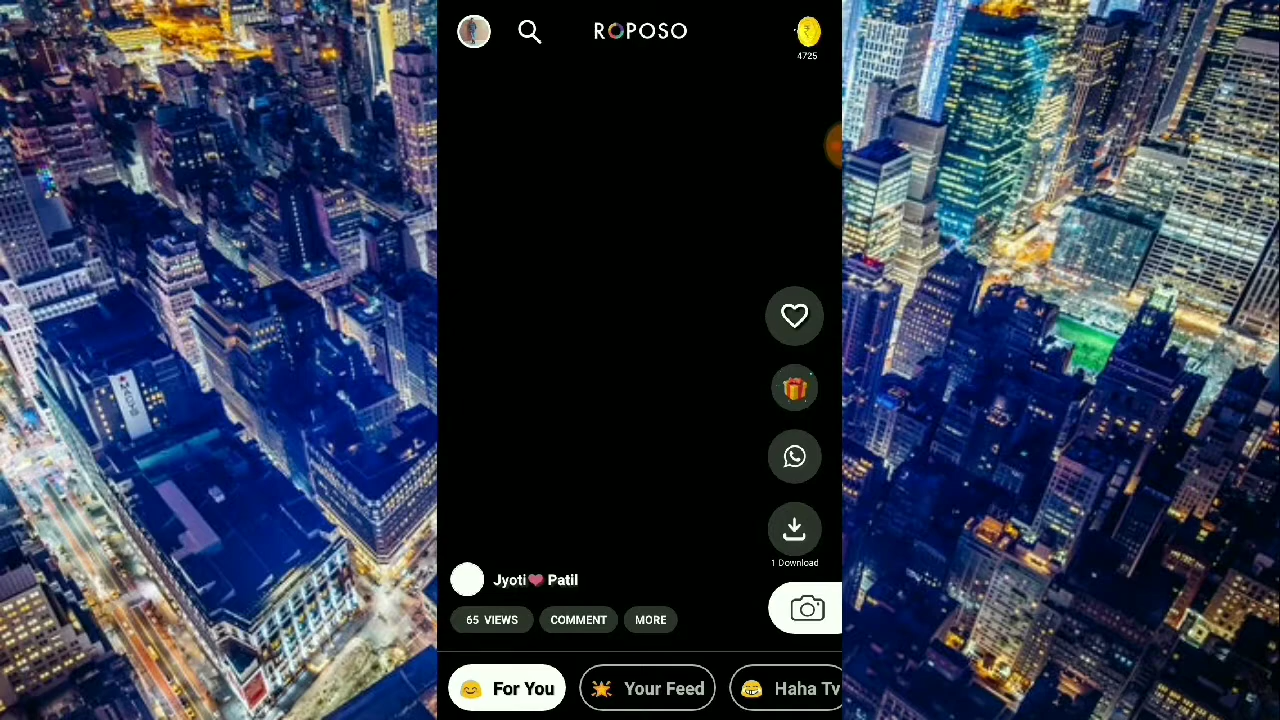 ROPOSO
4725
1 Download
Jyoti❤️ Patil
65 VIEWS COMMENT MORE
😊 For You 🌟 Your Feed 😂 Haha Tv